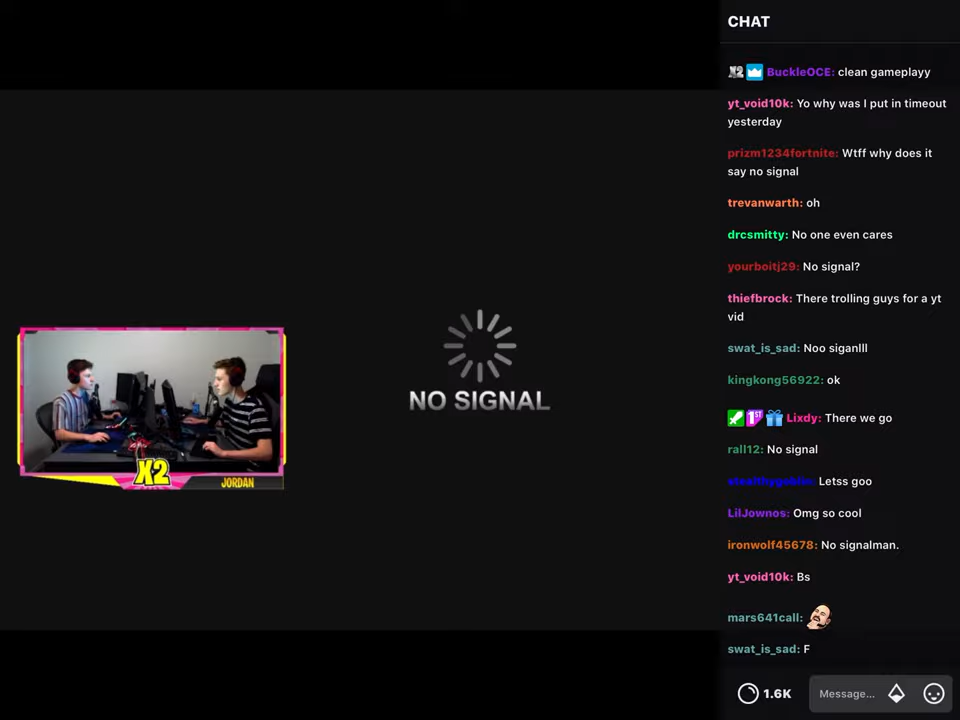 CHAT
X2 BuckleOCE: clean gameplayy
yt_void10k: Yo why was I put in timeout
yesterday
prizm1234fortnite: Wtff why does it
say no signal
trevanwarth: oh
drcsmitty: No one even cares
yourboitj29: No signal?
thiefbrock: There trolling guys for a yt
vid
swat_is_sad: Noo siganlll
kingkong56922: ok
1ST Lixdy: There we go
rall12: No signal
stealthygoblin: Letss goo
LilJownos: Omg so cool
ironwolf45678: No signalman.
yt_void10k: Bs
mars641call:
swat_is_sad: F
1.6K
Message...
NO SIGNAL
X2
JORDAN